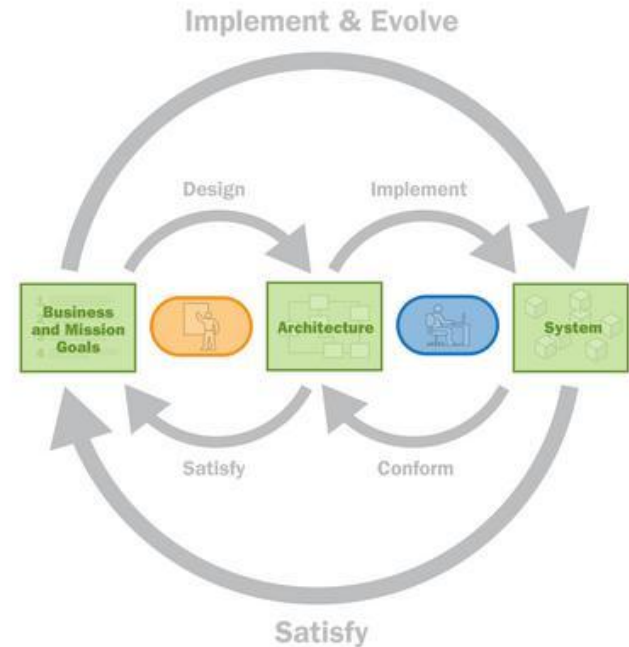 Implement & Evolve
Design
Implement
Business
and Mission
Goals
Architecture
System
Satisfy
Conform
Satisfy